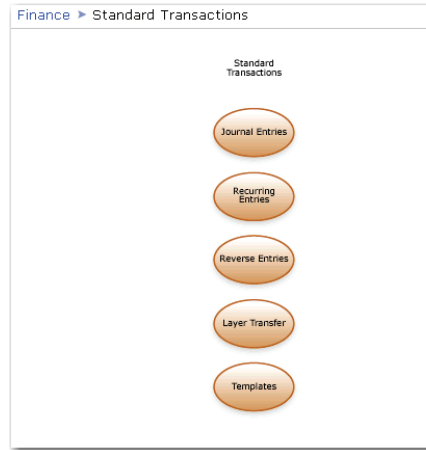 Finance ➤ Standard Transactions
Standard
Transactions
Journal Entries
Recurring
Entries
Reverse Entries
Layer Transfer
Templates